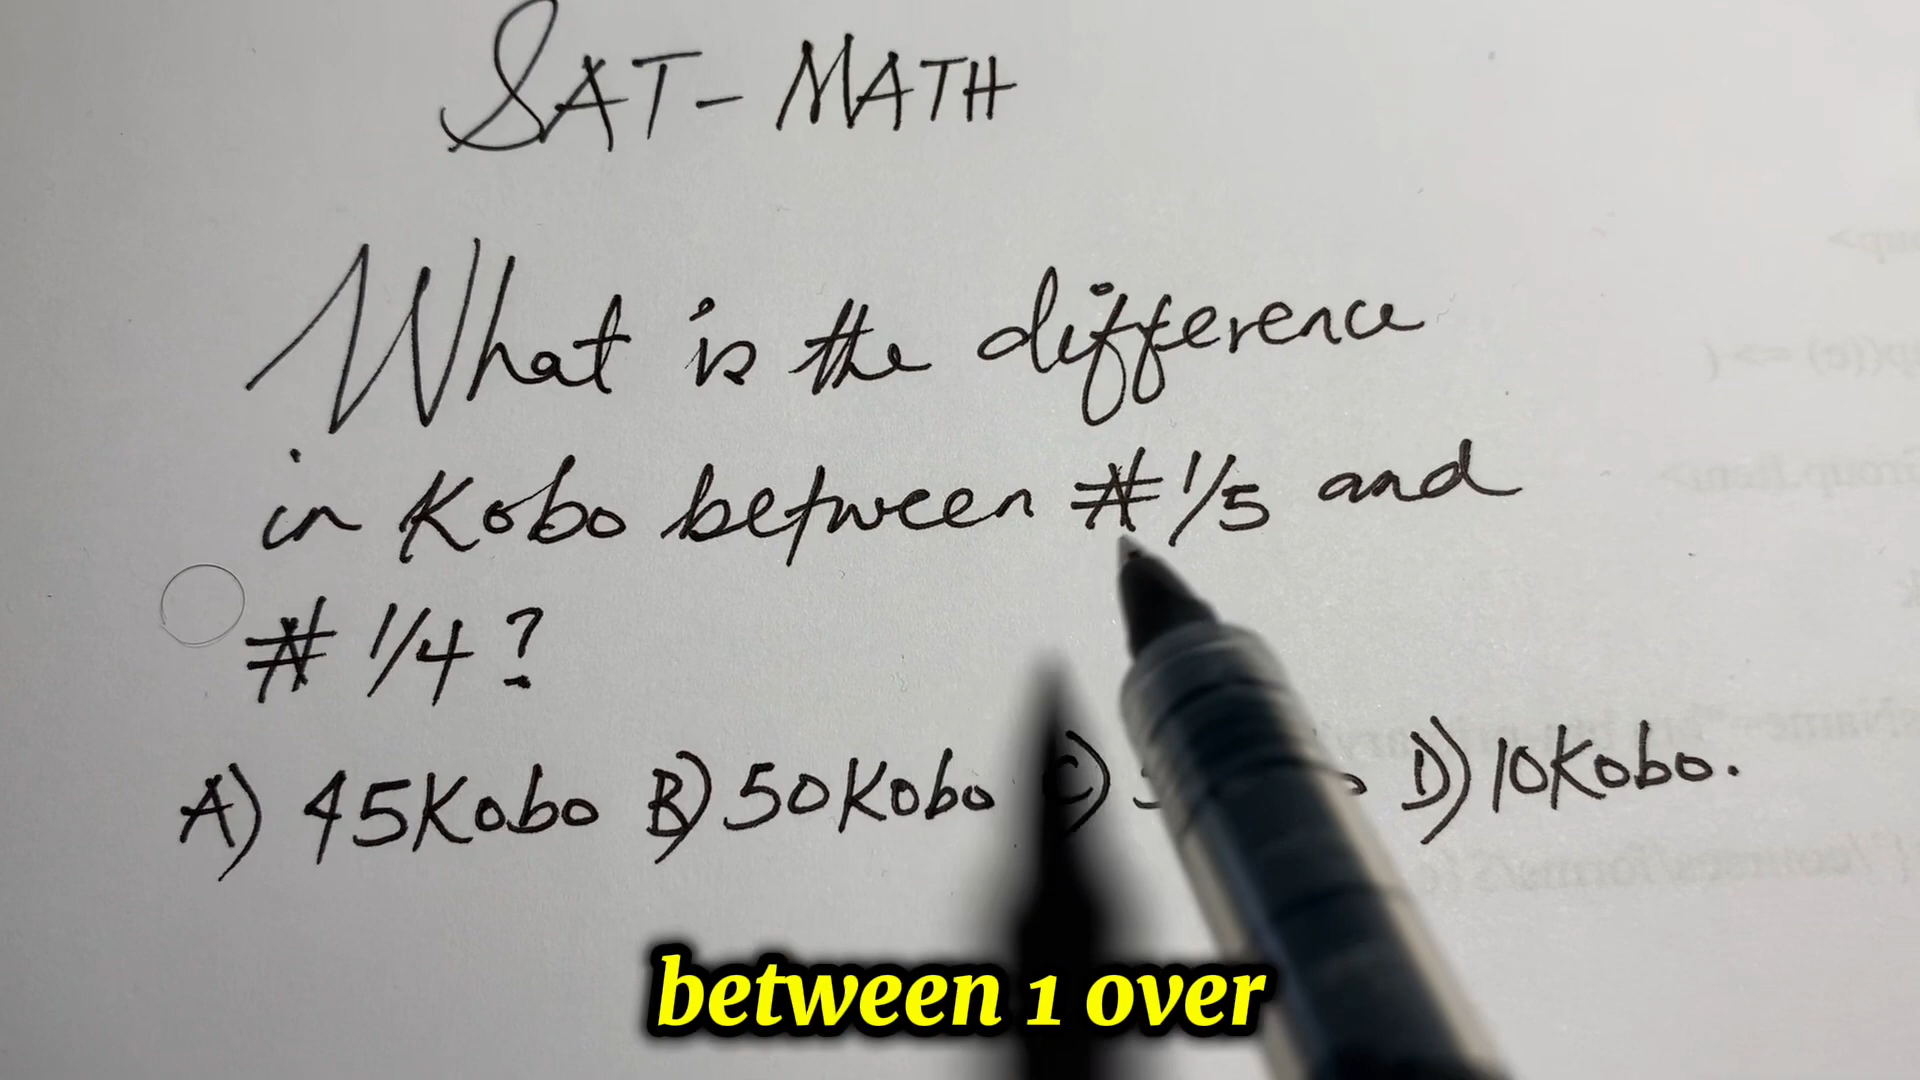 SAT-MATH
What is the difference
in Kobo between ₦ 1/5 and
₦ 1/4 ?
A) 45Kobo B) 50Kobo C) D) 10Kobo.
between 1 over